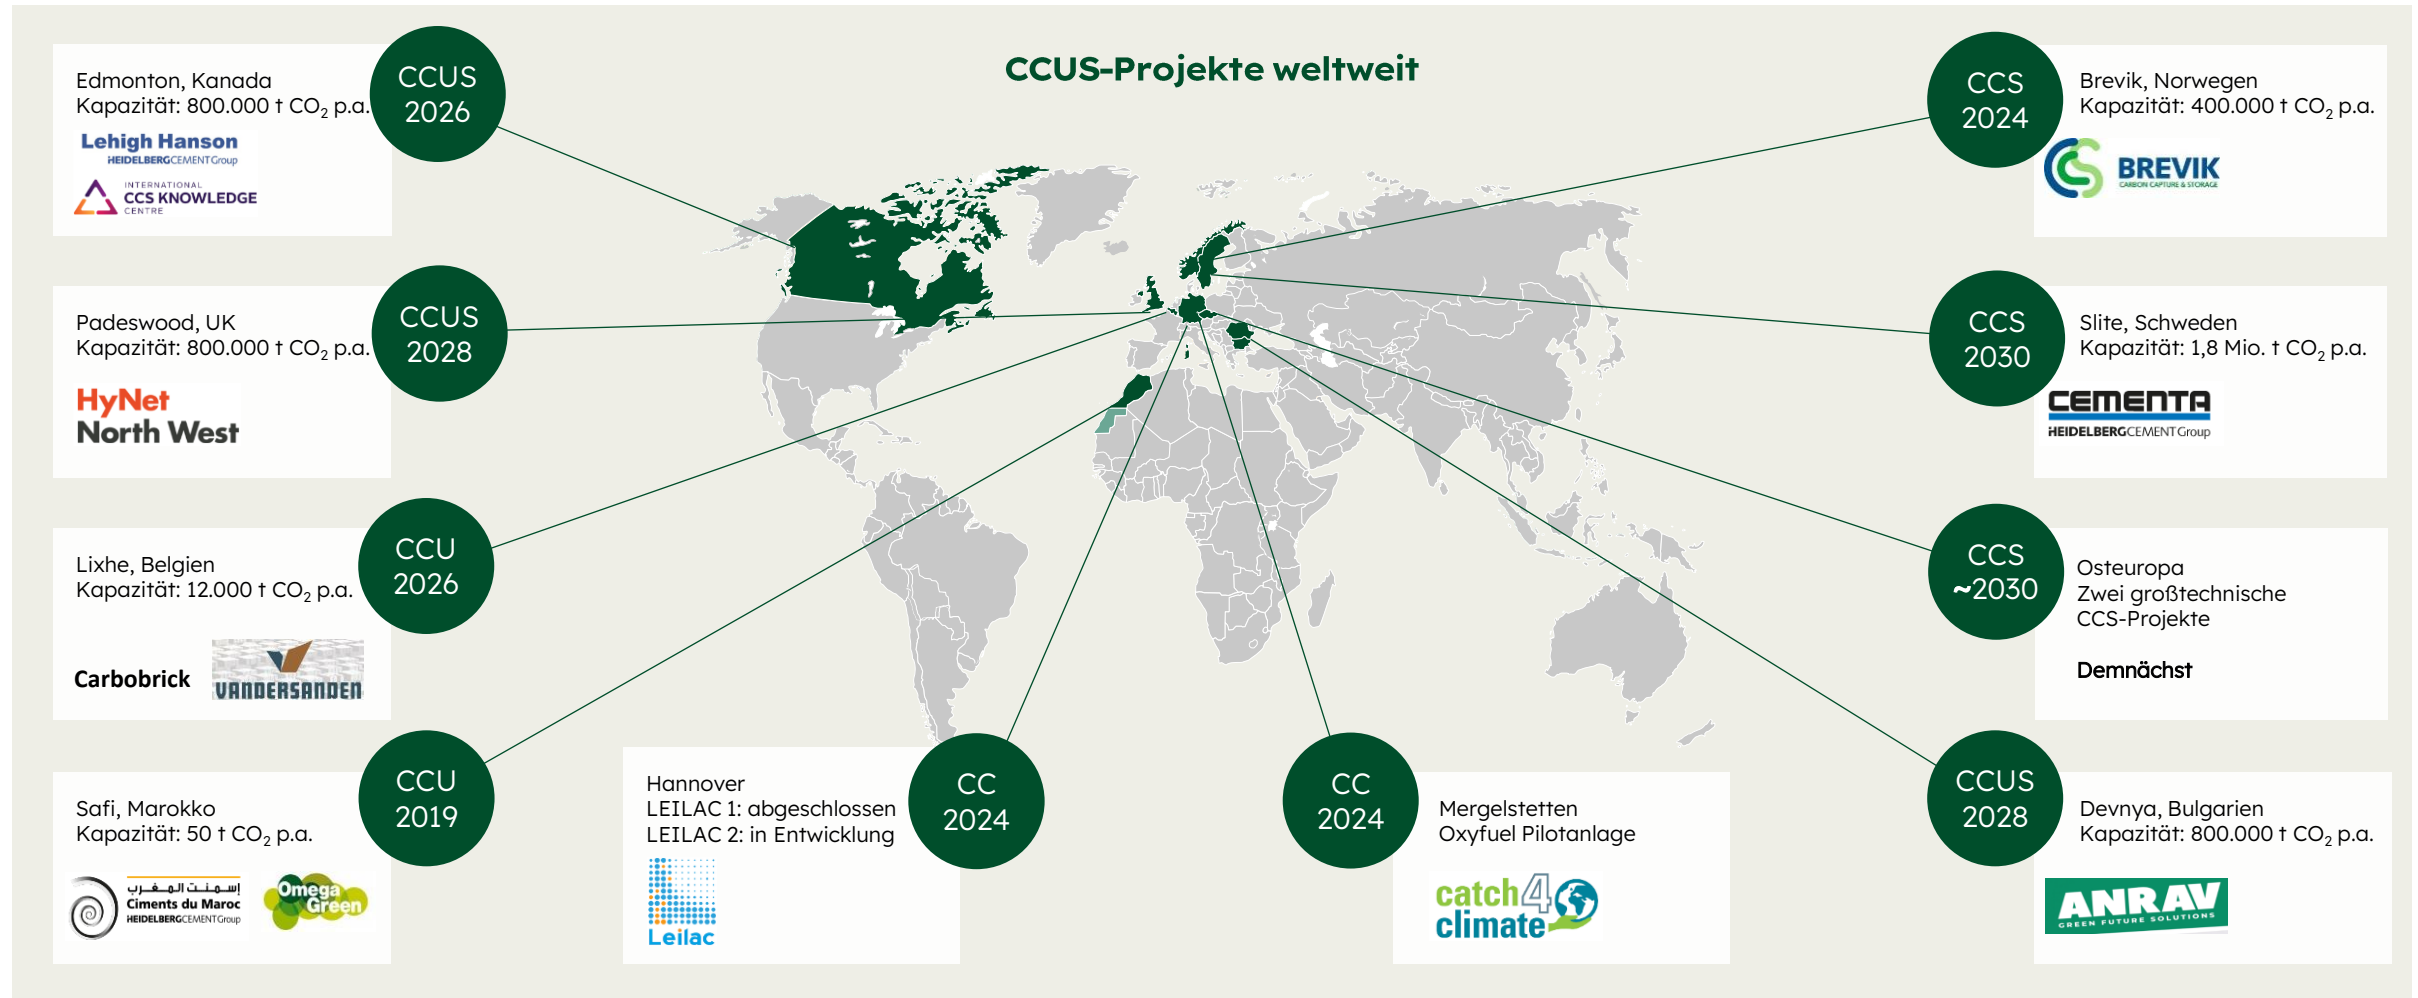 CCUS-Projekte weltweit
Edmonton, Kanada
Kapazität: 800.000 t CO₂ p.a.
CCUS
2026
Lehigh Hanson
HEIDELBERGCEMENT Group
INTERNATIONAL
CCS KNOWLEDGE
CENTRE
Padeswood, UK
Kapazität: 800.000 t CO₂ p.a.
CCUS
2028
HyNet
North West
Lixhe, Belgien
Kapazität: 12.000 t CO₂ p.a.
CCU
2026
Carbobrick
VANDERSANDEN
Safi, Marokko
Kapazität: 50 t CO₂ p.a.
CCU
2019
إسمنت المغرب
Ciments du Maroc
HEIDELBERGCEMENT Group
Omega
Green
Hannover
LEILAC 1: abgeschlossen
LEILAC 2: in Entwicklung
CC
2024
Leilac
CC
2024
Mergelstetten
Oxyfuel Pilotanlage
catch4
climate
CCS
2024
Brevik, Norwegen
Kapazität: 400.000 t CO₂ p.a.
BREVIK
CARBON CAPTURE & STORAGE
CCS
2030
Slite, Schweden
Kapazität: 1,8 Mio. t CO₂ p.a.
CEMENTA
HEIDELBERGCEMENT Group
CCS
~2030
Osteuropa
Zwei großtechnische
CCS-Projekte
Demnächst
CCUS
2028
Devnya, Bulgarien
Kapazität: 800.000 t CO₂ p.a.
ANRAV
GREEN FUTURE SOLUTIONS